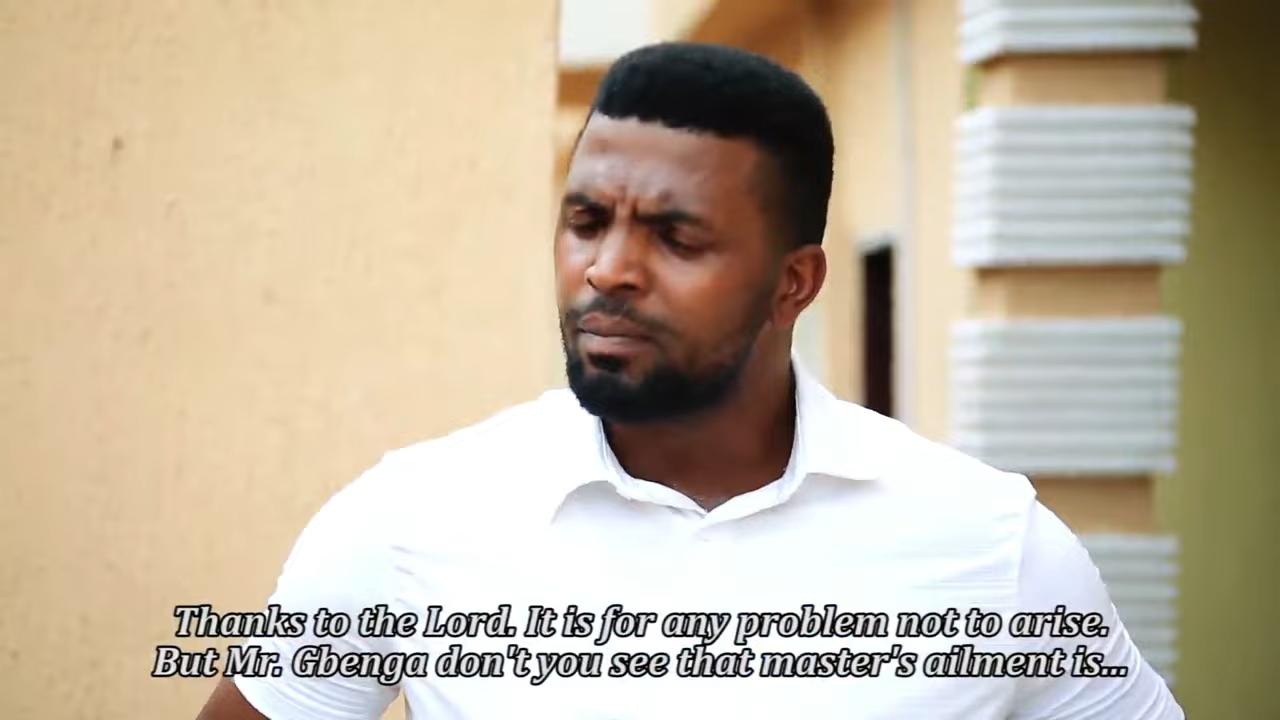 Thanks to the Lord. It is for any problem not to arise.
But Mr. Gbenga don't you see that master's ailment is...